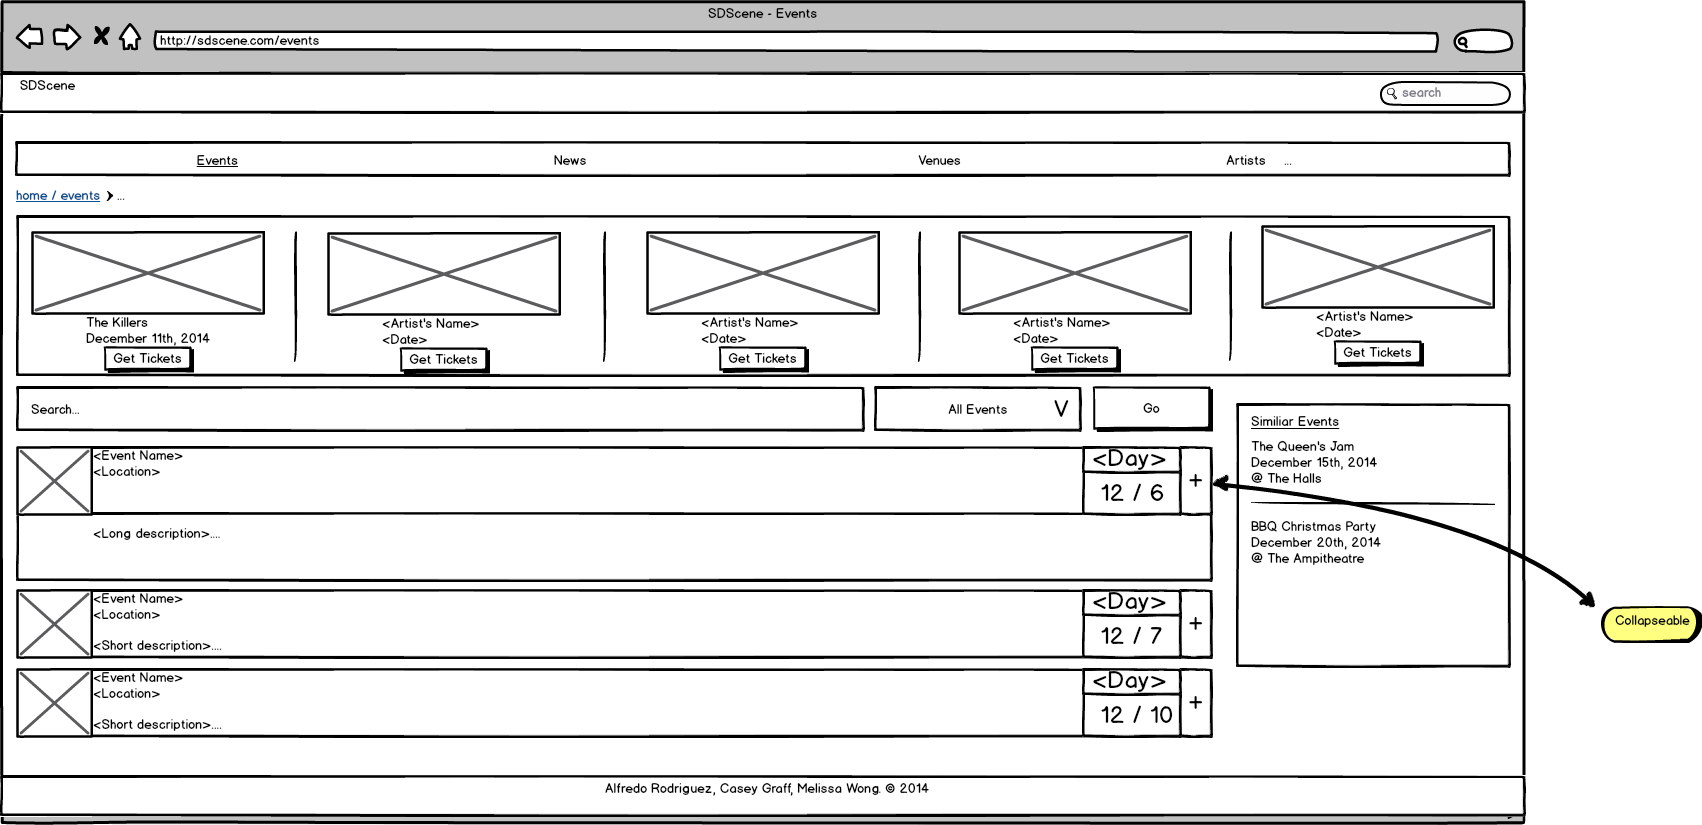 SDScene - Events
http://sdscene.com/events
SDScene
search
Events News Venues Artists ...
home / events > ...
The Killers
December 11th, 2014
Get Tickets
<Artist's Name>
<Date>
Get Tickets
<Artist's Name>
<Date>
Get Tickets
<Artist's Name>
<Date>
Get Tickets
<Artist's Name>
<Date>
Get Tickets
Search...
All Events V
Go
<Event Name>
<Location>
<Day>
12 / 6
+
<Long description>....
<Event Name>
<Location>
<Short description>....
<Day>
12 / 7
+
<Event Name>
<Location>
<Short description>....
<Day>
12 / 10
+
Similiar Events
The Queen's Jam
December 15th, 2014
@ The Halls
BBQ Christmas Party
December 20th, 2014
@ The Ampitheatre
Collapseable
Alfredo Rodriguez, Casey Graff, Melissa Wong. © 2014